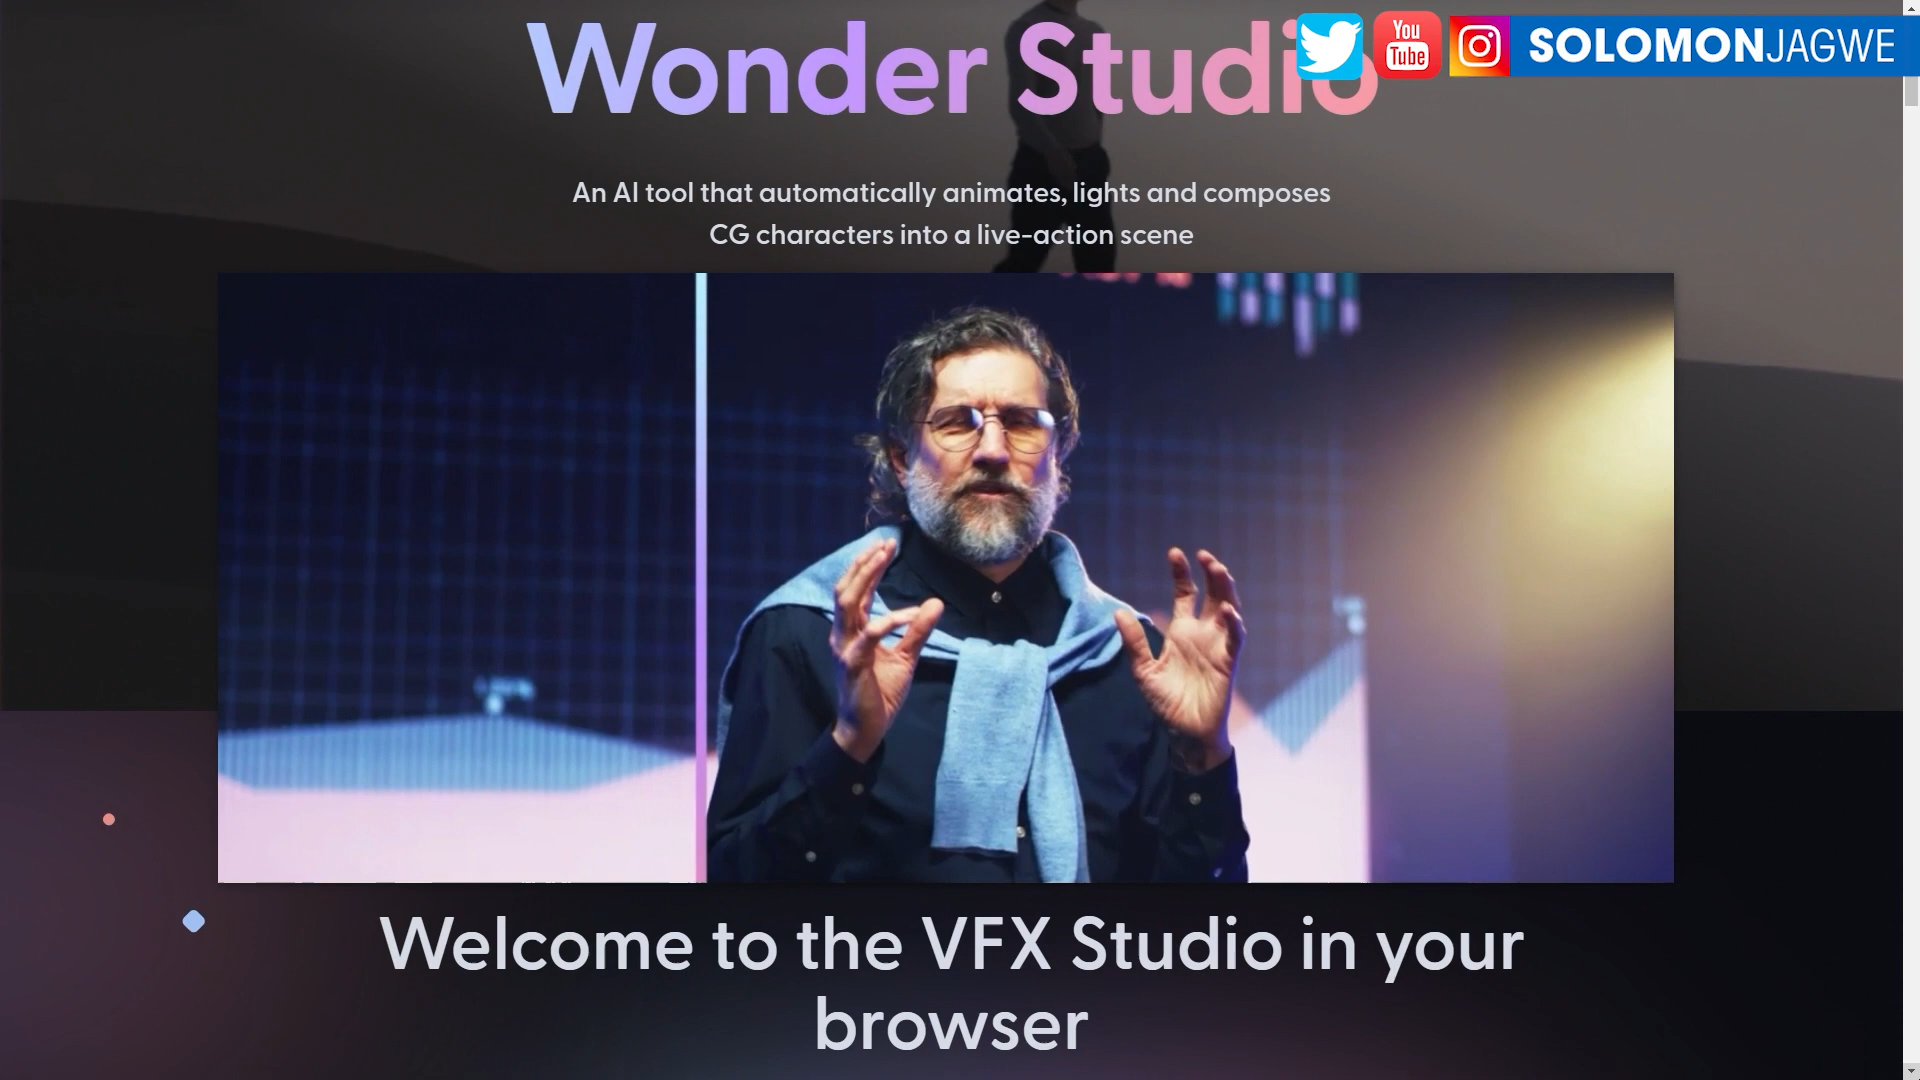 Wonder Studio
You
Tube
SOLOMONJAGWE
An AI tool that automatically animates, lights and composes
CG characters into a live-action scene
Welcome to the VFX Studio in your
browser